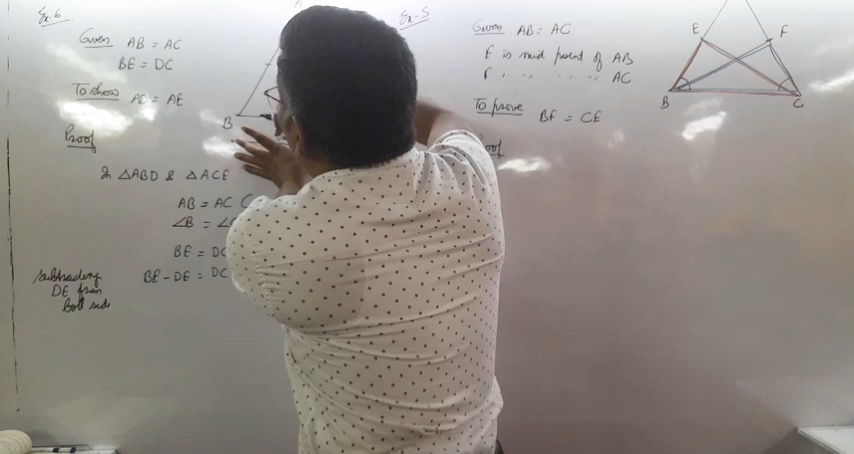 Ex. 6
Given AB = AC
BE = DC
To show AD = AE
Proof
In △ABD & △ACE
AB = AC
∠B = ∠
BE = DC
Subtracting
DE from
Both side
BE - DE = DC
B
Ex-5
Given AB = AC
E is mid point of AB
F " " " " AC
To prove BF = CE
E
F
B
C